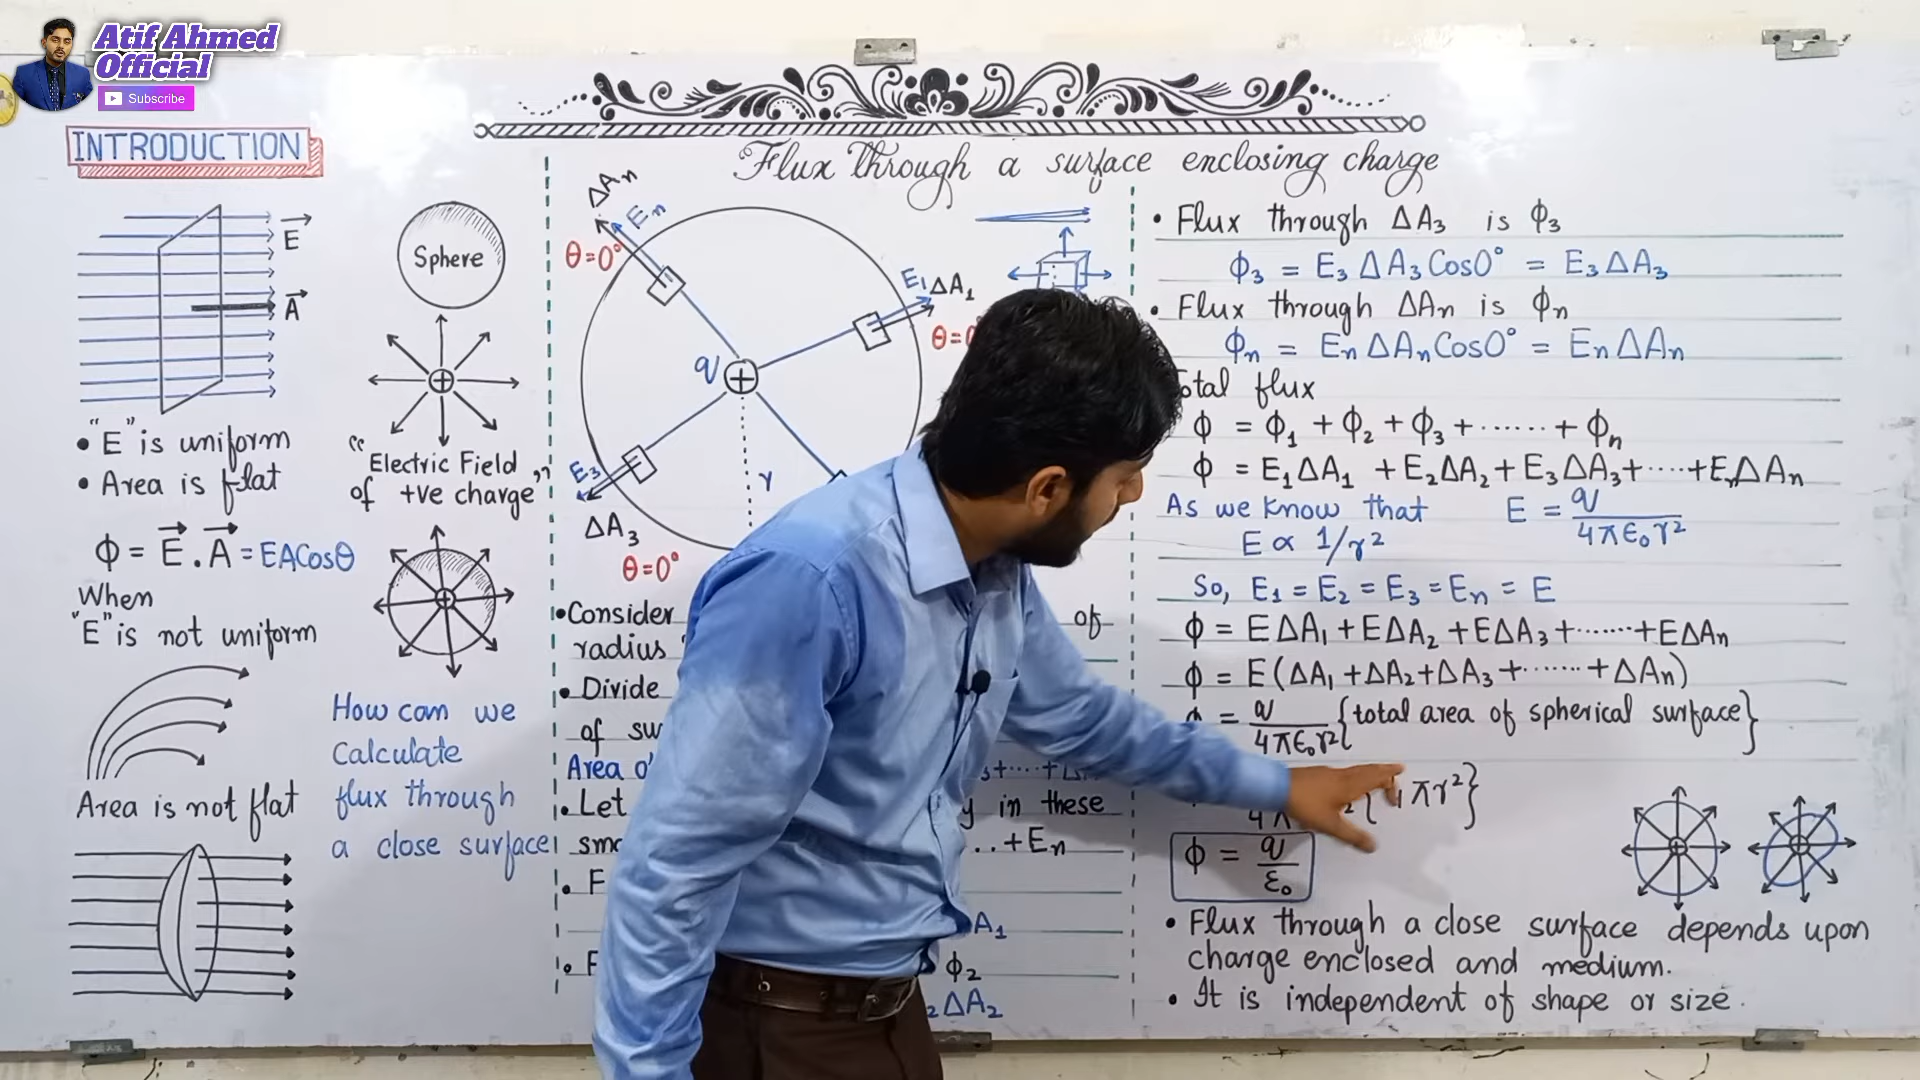 Atif Ahmed
Official
Subscribe
INTRODUCTION
E
A
Sphere
• "E" is uniform
• Area is flat
"Electric Field
of +ve charge"
Φ = E . A = EACosθ
When
"E" is not uniform
Area is not flat
How can we
calculate
flux through
a close surface
Flux Through a surface enclosing charge
ΔAn
En
θ=0°
E1 ΔA1
q
r
E3
ΔA3
θ=0°
• Consider of
radius
• Divide
of
Area
• Let in these
+En
• F
A1
• F Φ2
ΔA2
• Flux through ΔA3 is Φ3
Φ3 = E3 ΔA3 Cos0° = E3 ΔA3
• Flux through ΔAn is Φn
Φn = En ΔAn Cos0° = En ΔAn
otal flux
Φ = Φ1 + Φ2 + Φ3 + ...... + Φn
Φ = E1ΔA1 + E2ΔA2 + E3ΔA3 + ..... + EnΔAn
As we know that E = q/4πε0r²
E ∝ 1/r²
So, E1 = E2 = E3 = En = E
Φ = EΔA1 + EΔA2 + EΔA3 + ...... + EΔAn
Φ = E(ΔA1 + ΔA2 + ΔA3 + ....... + ΔAn)
Φ = q/4πε0r² {total area of spherical surface}
4π {4πr²}
Φ = q/ε0
• Flux through a close surface depends upon
charge enclosed and medium.
• It is independent of shape or size.